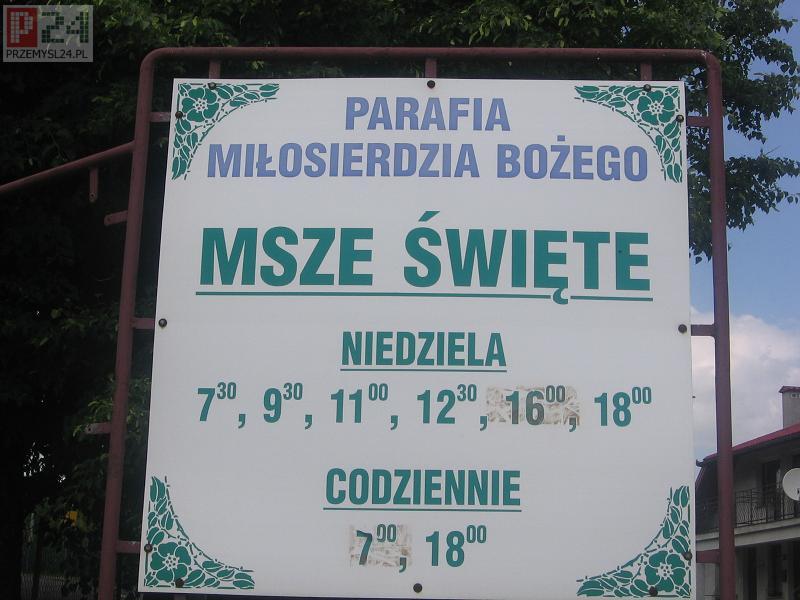 P24
PRZEMYSL24.PL
PARAFIA
MIŁOSIERDZIA BOŻEGO
MSZE ŚWIĘTE
NIEDZIELA
7³⁰, 9³⁰, 11⁰⁰, 12³⁰, 16⁰⁰, 18⁰⁰
CODZIENNIE
7⁰⁰, 18⁰⁰